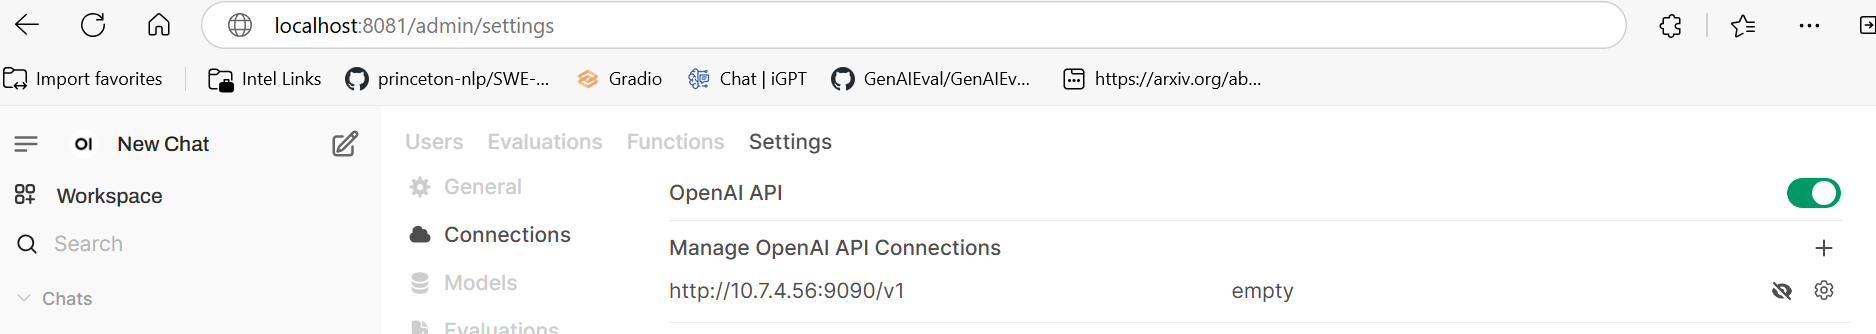 localhost:8081/admin/settings
Import favorites Intel Links princeton-nlp/SWE-... Gradio Chat | iGPT GenAIEval/GenAIEv... https://arxiv.org/ab...
OI New Chat
Workspace
Search
Chats
Users Evaluations Functions Settings
General
Connections
Models
Evaluations
OpenAI API
Manage OpenAI API Connections
http://10.7.4.56:9090/v1 empty